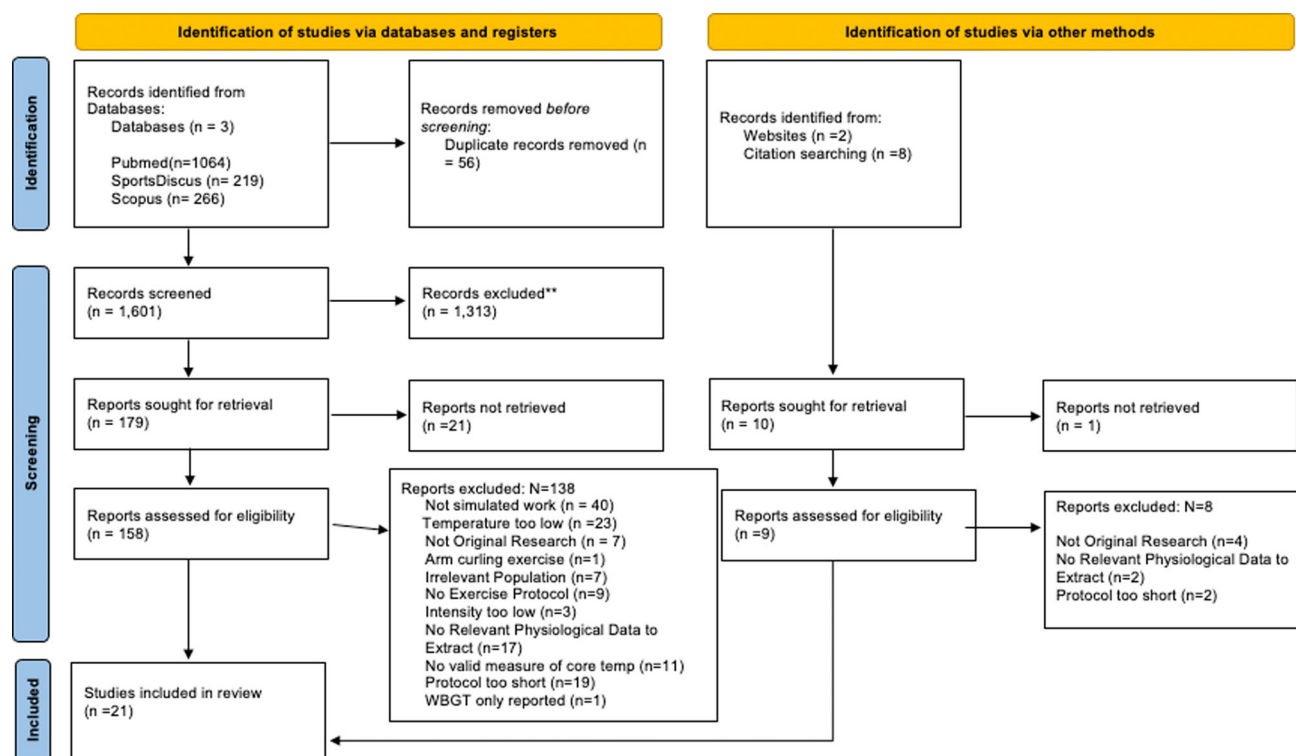 Identification of studies via databases and registers
Identification of studies via other methods
Identification
Records identified from
Databases:
Databases (n = 3)
Pubmed(n=1064)
SportsDiscus (n= 219)
Scopus (n= 266)
Records removed before
screening:
Duplicate records removed (n
= 56)
Records identified from:
Websites (n =2)
Citation searching (n =8)
Screening
Records screened
(n = 1,601)
Records excluded**
(n = 1,313)
Reports sought for retrieval
(n = 179)
Reports not retrieved
(n =21)
Reports sought for retrieval
(n = 10)
Reports not retrieved
(n = 1)
Reports assessed for eligibility
(n = 158)
Reports excluded: N=138
Not simulated work (n = 40)
Temperature too low (n =23)
Not Original Research (n = 7)
Arm curling exercise (n=1)
Irrelevant Population (n=7)
No Exercise Protocol (n=9)
Intensity too low (n=3)
No Relevant Physiological Data to
Extract (n=17)
No valid measure of core temp (n=11)
Protocol too short (n=19)
WBGT only reported (n=1)
Reports assessed for eligibility
(n =9)
Reports excluded: N=8
Not Original Research (n=4)
No Relevant Physiological Data to
Extract (n=2)
Protocol too short (n=2)
Included
Studies included in review
(n =21)